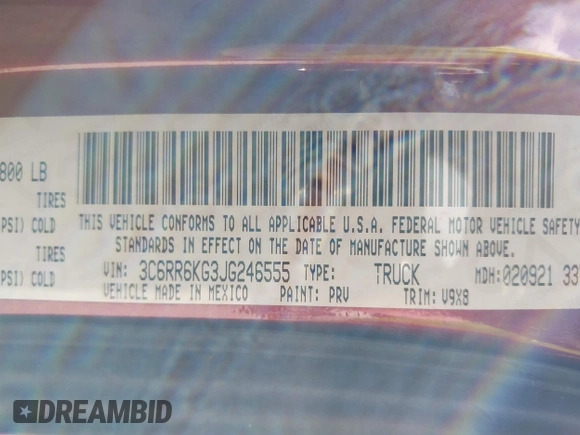 800 LB
TIRES
PSI) COLD
TIRES
PSI) COLD
THIS VEHICLE CONFORMS TO ALL APPLICABLE U.S.A. FEDERAL MOTOR VEHICLE SAFETY
STANDARDS IN EFFECT ON THE DATE OF MANUFACTURE SHOWN ABOVE.
VIN: 3C6RR6KG3JG246555 TYPE: TRUCK MDH: 020921 33
VEHICLE MADE IN MEXICO PAINT: PRV TRIM: V9X8
DREAMBID